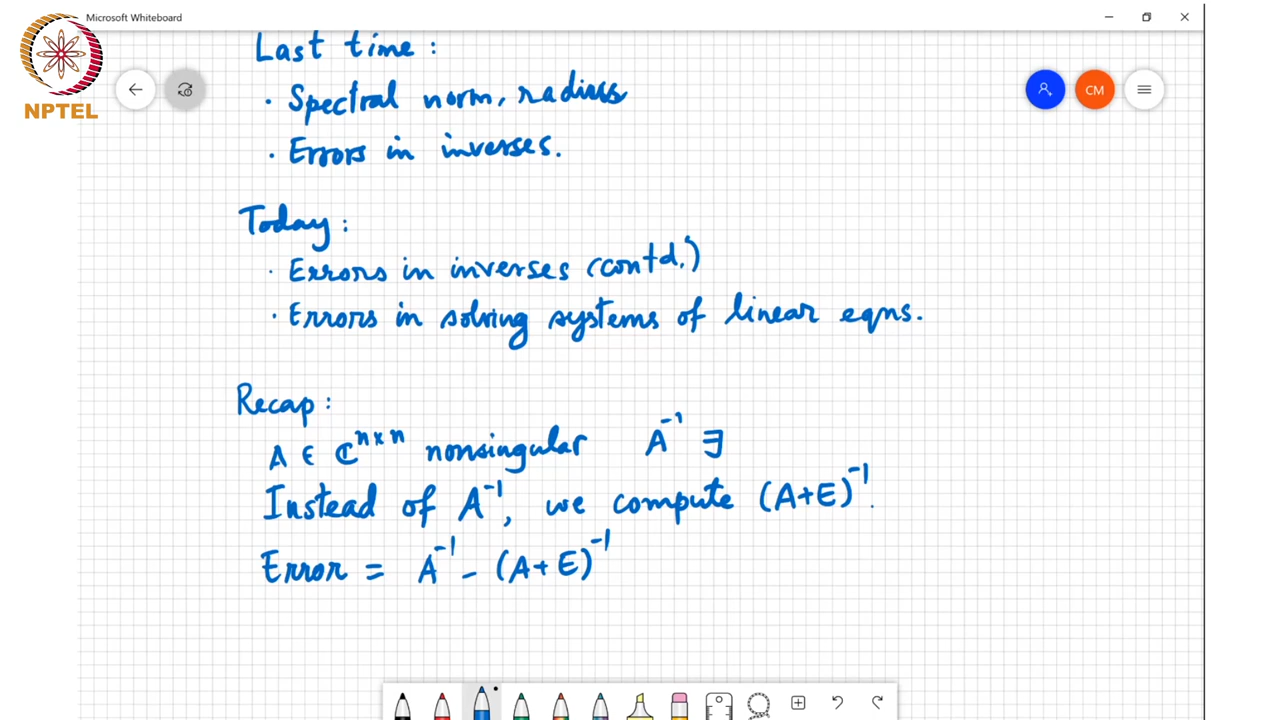 Microsoft Whiteboard
NPTEL
CM
Last time :
· Spectral norm, radius
· Errors in inverses.
Today :
· Errors in inverses (contd.)
· Errors in solving systems of linear eqns.
Recap :
A ∈ ℂⁿˣⁿ nonsingular A⁻¹ ∃
Instead of A⁻¹, we compute (A+E)⁻¹.
Error = A⁻¹ - (A+E)⁻¹